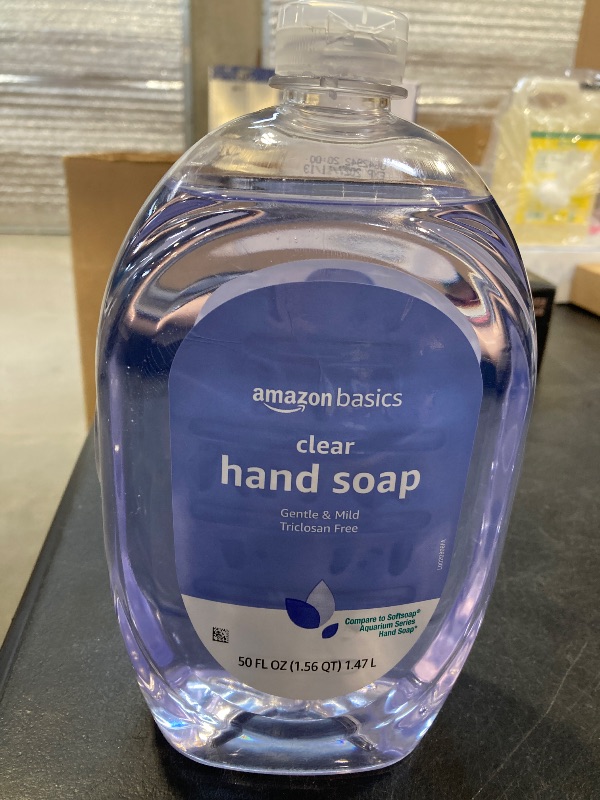 amazon basics
clear
hand soap
Gentle & Mild
Triclosan Free
Compare to Softsoap®
Aquarium Series
Hand Soap*
50 FL OZ (1.56 QT) 1.47 L